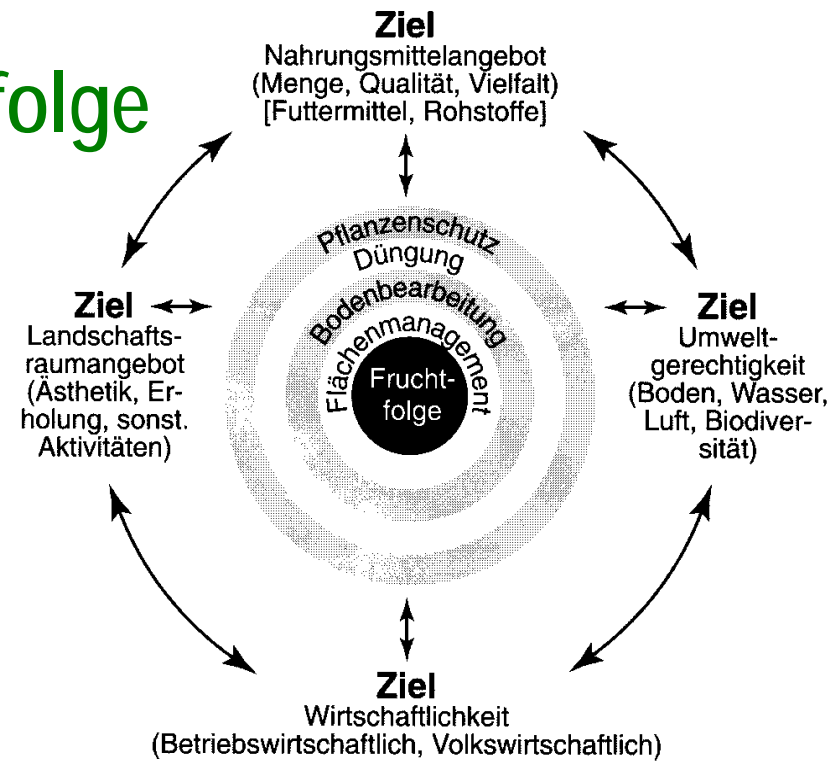 Ziel
Nahrungsmittelangebot
(Menge, Qualität, Vielfalt)
[Futtermittel, Rohstoffe]
folge
Pflanzenschutz
Düngung
Bodenbearbeitung
Flächenmanagement
Frucht-
folge
Ziel
Landschafts-
raumangebot
(Ästhetik, Er-
holung, sonst.
Aktivitäten)
Ziel
Umwelt-
gerechtigkeit
(Boden, Wasser,
Luft, Biodiver-
sität)
Ziel
Wirtschaftlichkeit
(Betriebswirtschaftlich, Volkswirtschaftlich)